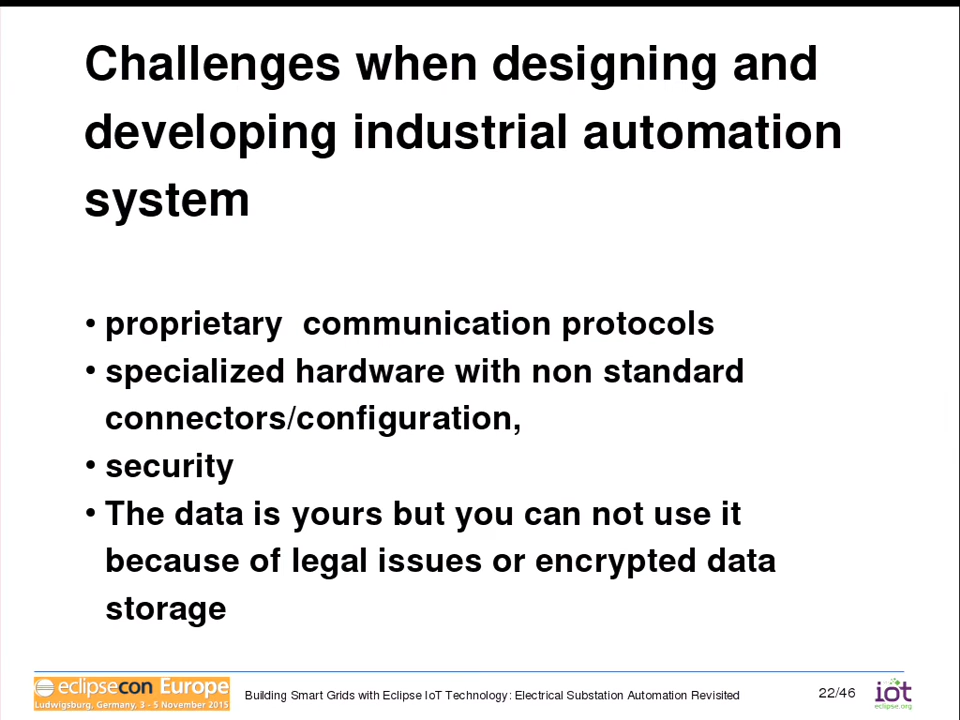 Challenges when designing and
developing industrial automation
system
• proprietary  communication protocols
• specialized hardware with non standard
connectors/configuration,
• security
• The data is yours but you can not use it
because of legal issues or encrypted data
storage
eclipsecon Europe
Ludwigsburg, Germany, 3 - 5 November 2015
Building Smart Grids with Eclipse IoT Technology: Electrical Substation Automation Revisited
22/46
iot
eclipse.org